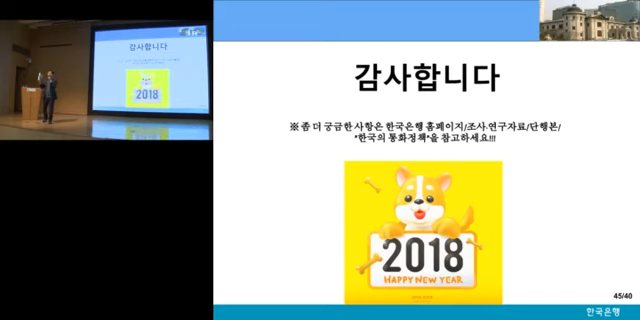 감사합니다
※ 좀 더 궁금한 사항은 한국은행 홈페이지/조사·연구자료/단행본/
"한국의 통화정책"을 참고하세요!!!
2018
HAPPY NEW YEAR
45/40
한국은행
감사합니다
2018